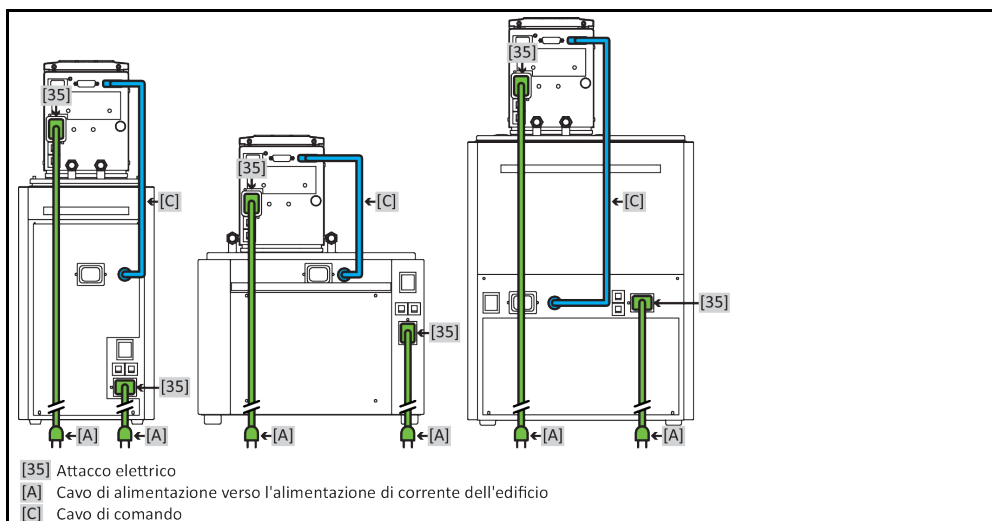 [35]
[35]
[35]
[C]
[C]
[C]
[35]
[35]
[35]
[A]
[A]
[A]
[A]
[A]
[A]
[35] Attacco elettrico
[A] Cavo di alimentazione verso l'alimentazione di corrente dell'edificio
[C] Cavo di comando